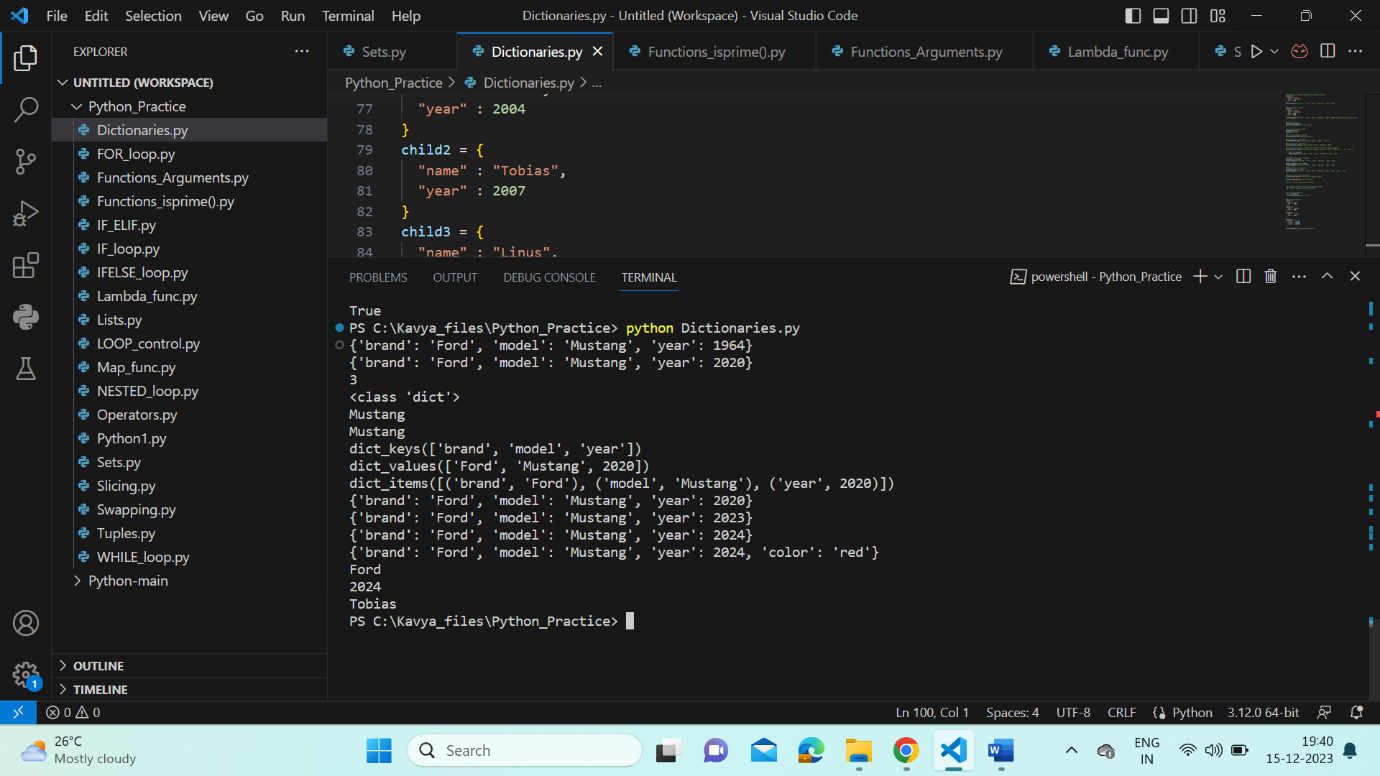 File Edit Selection View Go Run Terminal Help
Dictionaries.py - Untitled (Workspace) - Visual Studio Code
EXPLORER
UNTITLED (WORKSPACE)
Python_Practice
Dictionaries.py
FOR_loop.py
Functions_Arguments.py
Functions_isprime().py
IF_ELIF.py
IF_loop.py
IFELSE_loop.py
Lambda_func.py
Lists.py
LOOP_control.py
Map_func.py
NESTED_loop.py
Operators.py
Python1.py
Sets.py
Slicing.py
Swapping.py
Tuples.py
WHILE_loop.py
Python-main
OUTLINE
TIMELINE
1
Sets.py Dictionaries.py Functions_isprime().py Functions_Arguments.py Lambda_func.py S
Python_Practice > Dictionaries.py > ...
77 "year" : 2004
78 }
79 child2 = {
80 "name" : "Tobias",
81 "year" : 2007
82 }
83 child3 = {
84 "name" : "Linus",
PROBLEMS OUTPUT DEBUG CONSOLE TERMINAL
powershell - Python_Practice
True
PS C:\Kavya_files\Python_Practice> python Dictionaries.py
{'brand': 'Ford', 'model': 'Mustang', 'year': 1964}
{'brand': 'Ford', 'model': 'Mustang', 'year': 2020}
3
<class 'dict'>
Mustang
Mustang
dict_keys(['brand', 'model', 'year'])
dict_values(['Ford', 'Mustang', 2020])
dict_items([('brand', 'Ford'), ('model', 'Mustang'), ('year', 2020)])
{'brand': 'Ford', 'model': 'Mustang', 'year': 2020}
{'brand': 'Ford', 'model': 'Mustang', 'year': 2023}
{'brand': 'Ford', 'model': 'Mustang', 'year': 2024}
{'brand': 'Ford', 'model': 'Mustang', 'year': 2024, 'color': 'red'}
Ford
2024
Tobias
PS C:\Kavya_files\Python_Practice>
0 0
Ln 100, Col 1 Spaces: 4 UTF-8 CRLF Python 3.12.0 64-bit
26°C
Mostly cloudy
Search
ENG
IN
19:40
15-12-2023